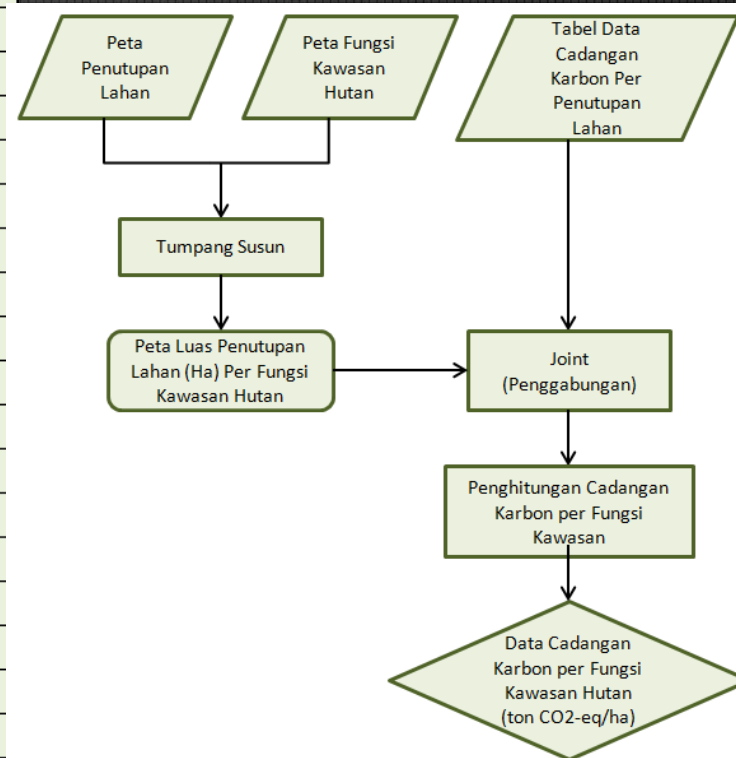 Peta
Penutupan
Lahan
Peta Fungsi
Kawasan
Hutan
Tabel Data
Cadangan
Karbon Per
Penutupan
Lahan
Tumpang Susun
Peta Luas Penutupan
Lahan (Ha) Per Fungsi
Kawasan Hutan
Joint
(Penggabungan)
Penghitungan Cadangan
Karbon per Fungsi
Kawasan
Data Cadangan
Karbon per Fungsi
Kawasan Hutan
(ton CO2-eq/ha)